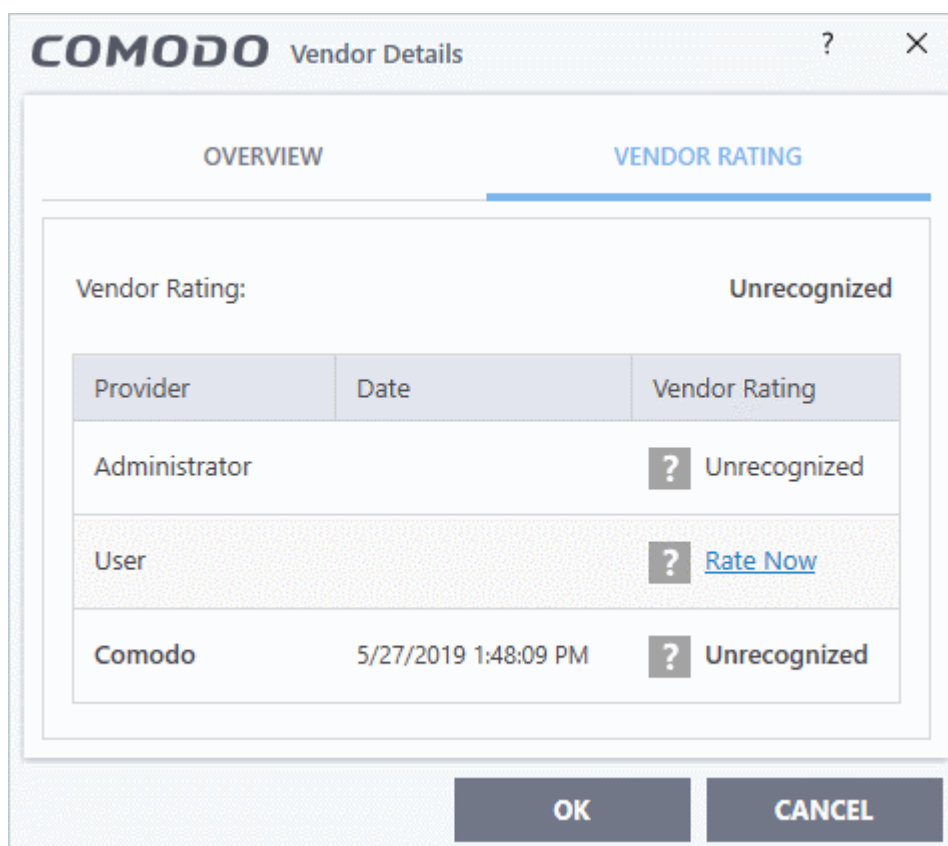 COMODO Vendor Details ? ×
OVERVIEW VENDOR RATING
Vendor Rating: Unrecognized
Provider Date Vendor Rating
Administrator ? Unrecognized
User ? Rate Now
Comodo 5/27/2019 1:48:09 PM ? Unrecognized
OK CANCEL